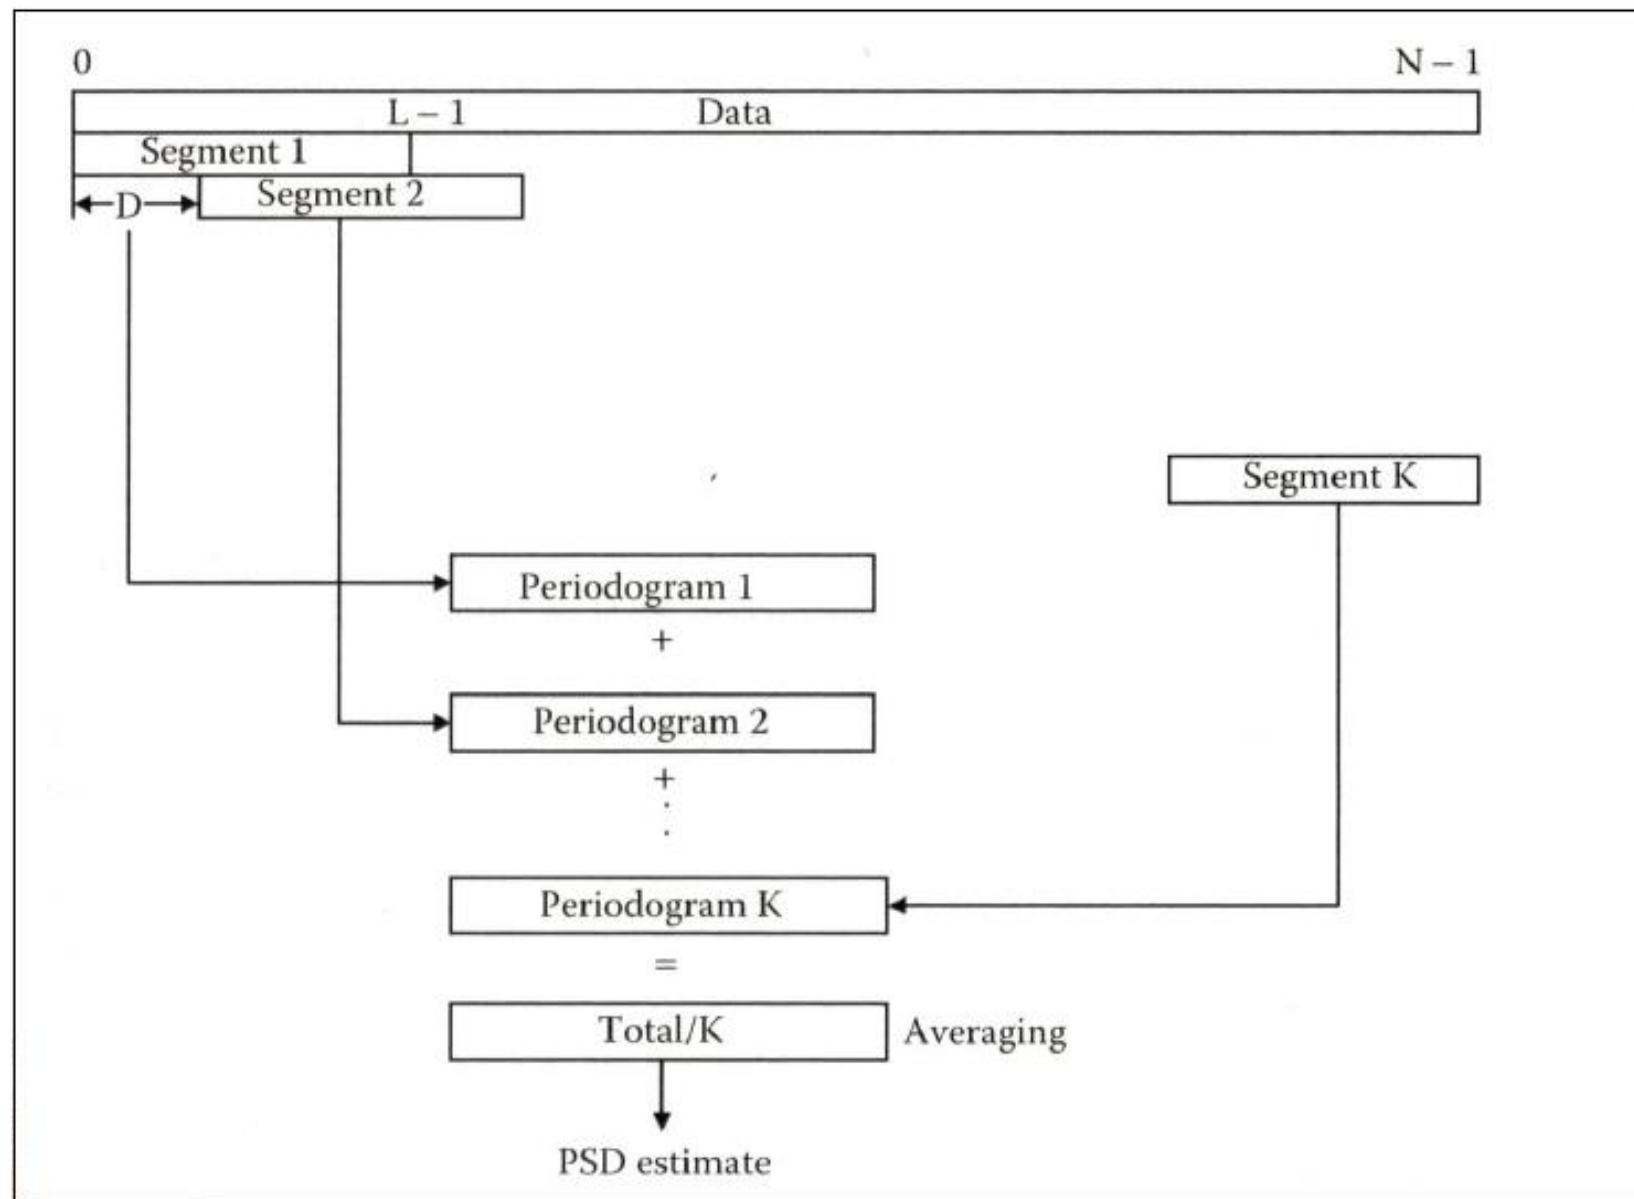 0 N – 1
L – 1 Data
Segment 1
D Segment 2
Segment K
Periodogram 1
+
Periodogram 2
+
.
.
Periodogram K
=
Total/K Averaging
PSD estimate